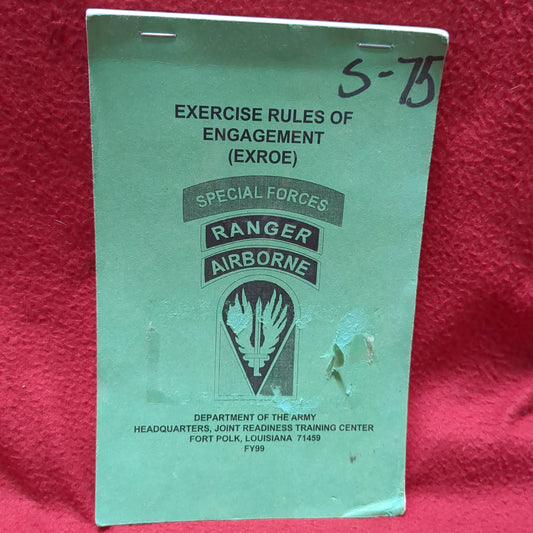 S-75
EXERCISE RULES OF
ENGAGEMENT
(EXROE)
SPECIAL FORCES
RANGER
AIRBORNE
DEPARTMENT OF THE ARMY
HEADQUARTERS, JOINT READINESS TRAINING CENTER
FORT POLK, LOUISIANA 71459
FY99